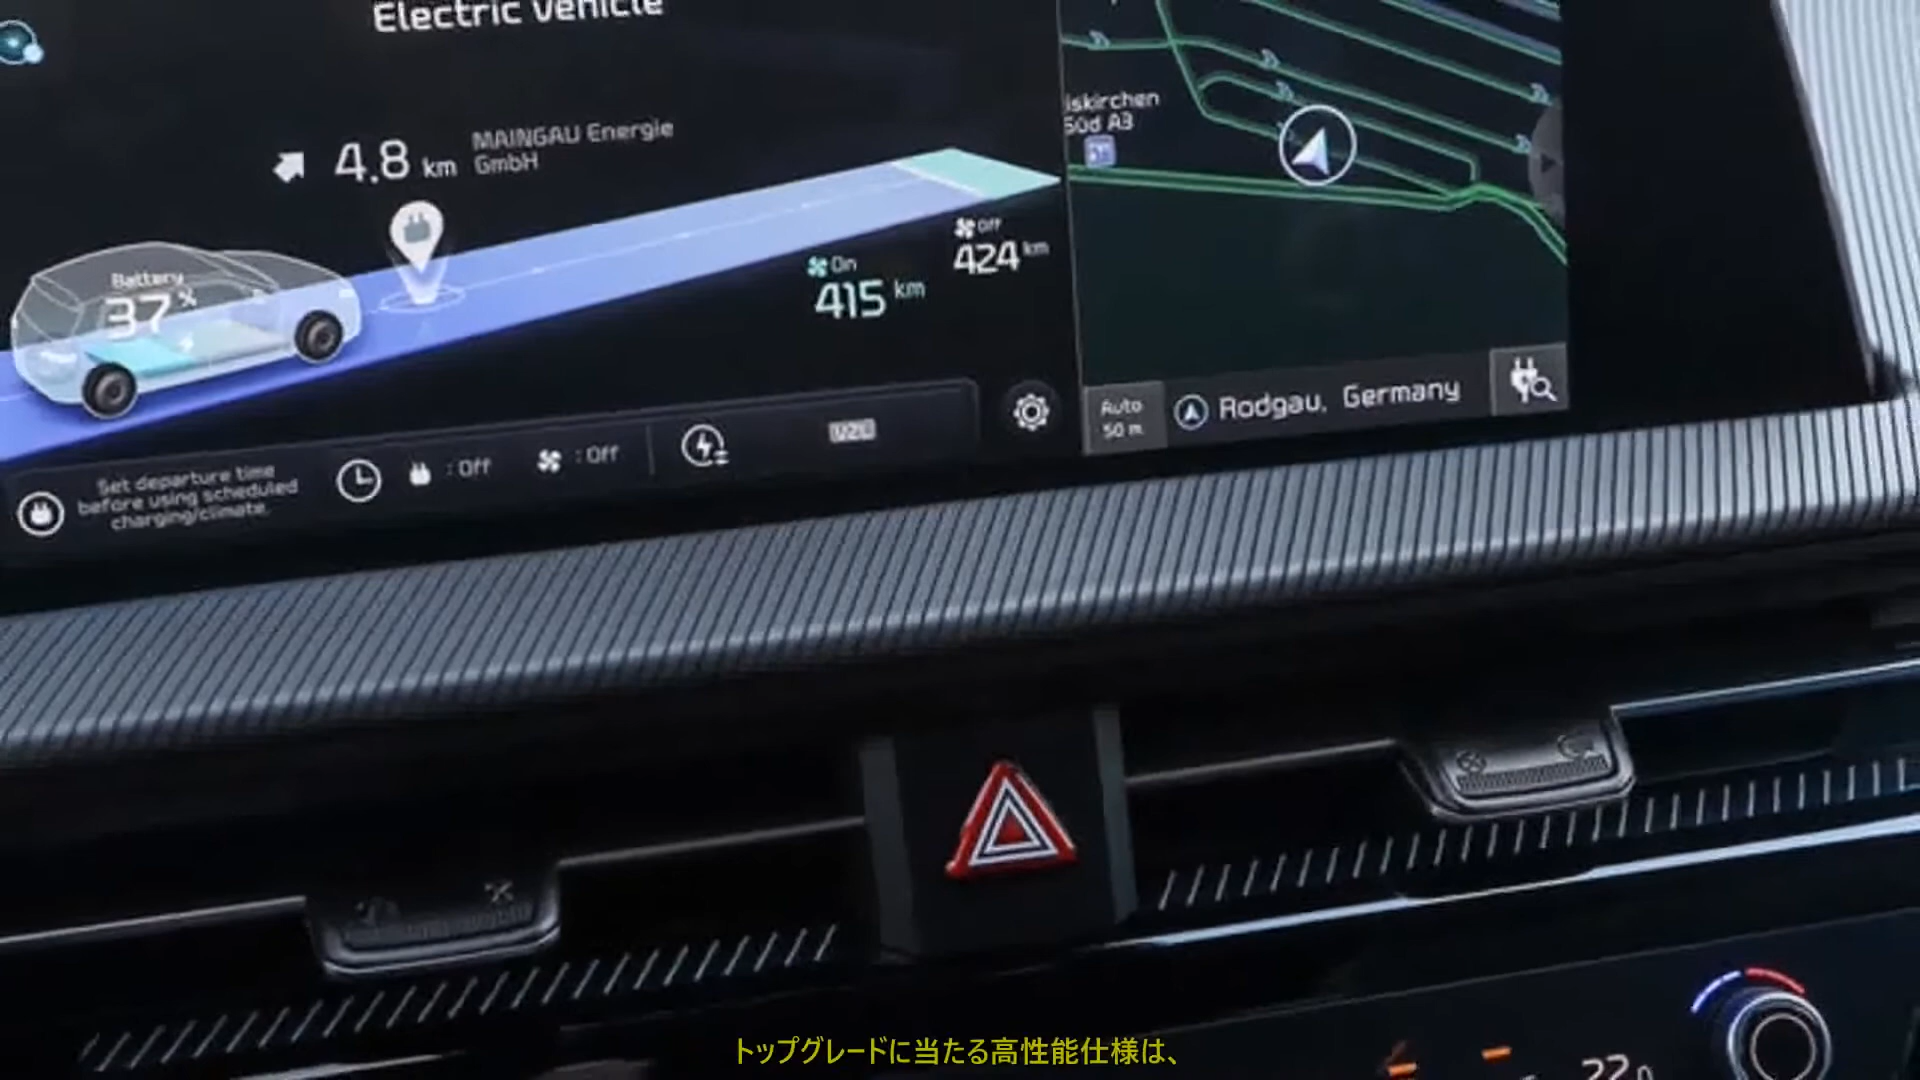 Electric Vehicle
4.8 km
MAINGAU Energie
GmbH
Battery
37 %
On
415 km
Off
424 km
Set departure time
before using scheduled
charging/climate.
: Off
: Off
V2L
Süd A3
Auto
50 m
Rodgau, Germany
トップグレードに当たる高性能仕様は、